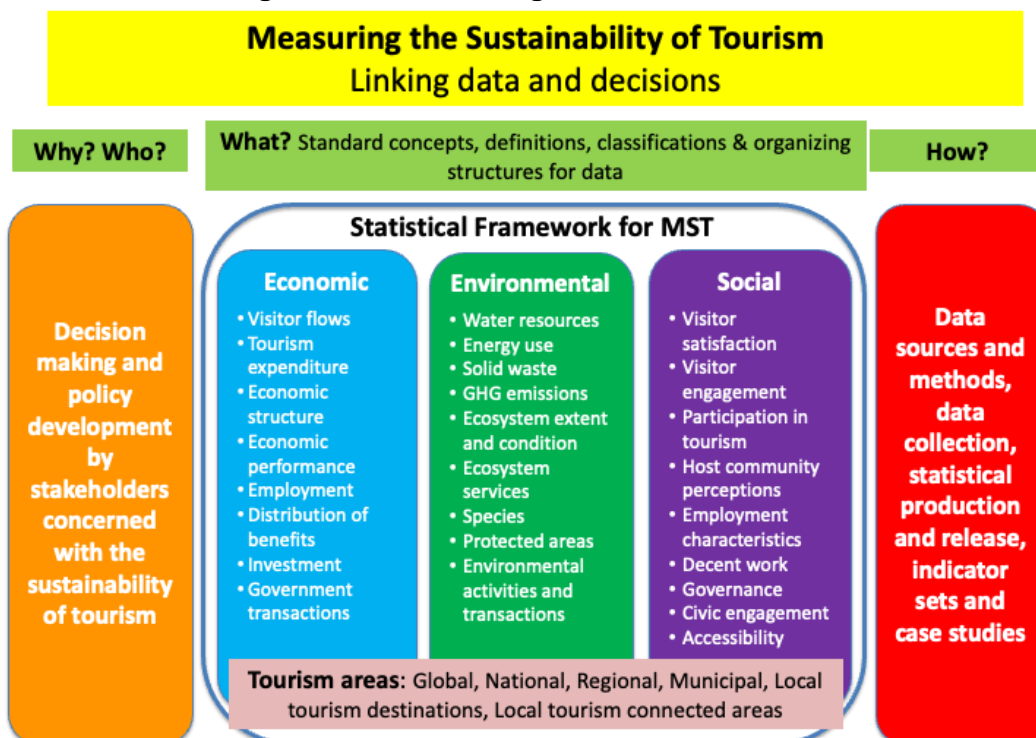 Measuring the Sustainability of Tourism
Linking data and decisions
Why? Who?
What? Standard concepts, definitions, classifications & organizing
structures for data
How?
Decision
making and
policy
development
by
stakeholders
concerned
with the
sustainability
of tourism
Statistical Framework for MST
Economic
• Visitor flows
• Tourism
expenditure
• Economic
structure
• Economic
performance
• Employment
• Distribution of
benefits
• Investment
• Government
transactions
Environmental
• Water resources
• Energy use
• Solid waste
• GHG emissions
• Ecosystem extent
and condition
• Ecosystem
services
• Species
• Protected areas
• Environmental
activities and
transactions
Social
• Visitor
satisfaction
• Visitor
engagement
• Participation in
tourism
• Host community
perceptions
• Employment
characteristics
• Decent work
• Governance
• Civic engagement
• Accessibility
Tourism areas: Global, National, Regional, Municipal, Local
tourism destinations, Local tourism connected areas
Data
sources and
methods,
data
collection,
statistical
production
and release,
indicator
sets and
case studies